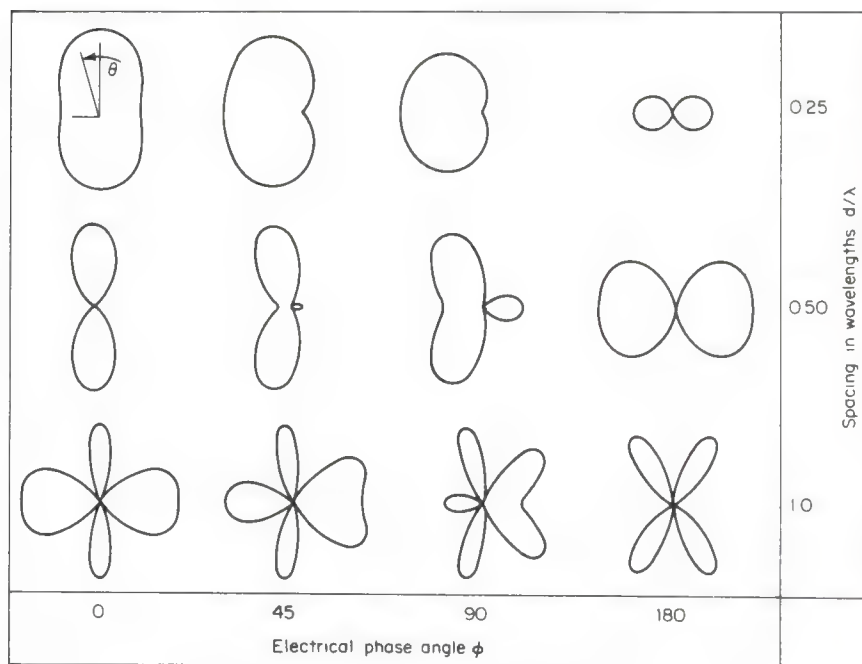 θ
0 25
0 50
1 0
Spacing in wavelengths d/λ
0
45
90
180
Electrical phase angle ϕ